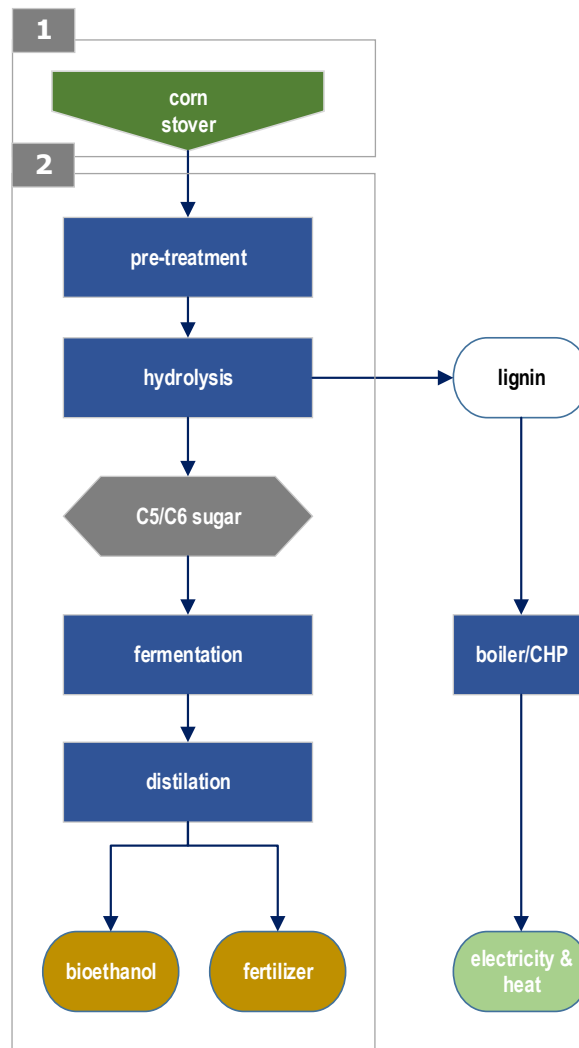 1
corn
stover
2
pre-treatment
hydrolysis
lignin
C5/C6 sugar
fermentation
boiler/CHP
distilation
bioethanol
fertilizer
electricity &
heat